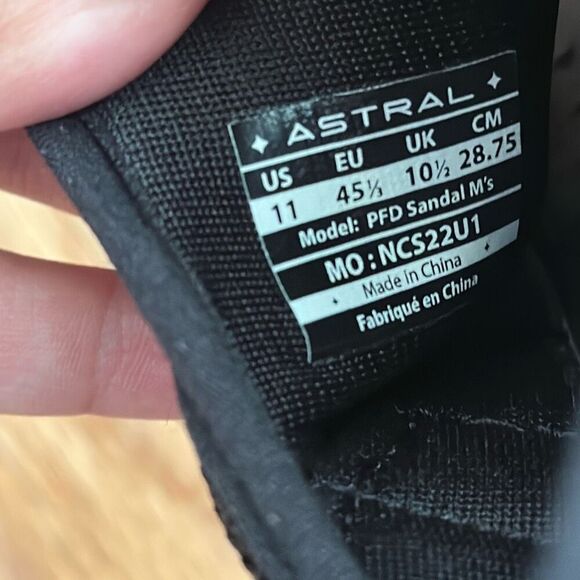 ASTRAL
US EU UK CM
11 45⅓ 10½ 28.75
Model: PFD Sandal M's
MO : NCS22U1
Made in China
Fabriqué en China